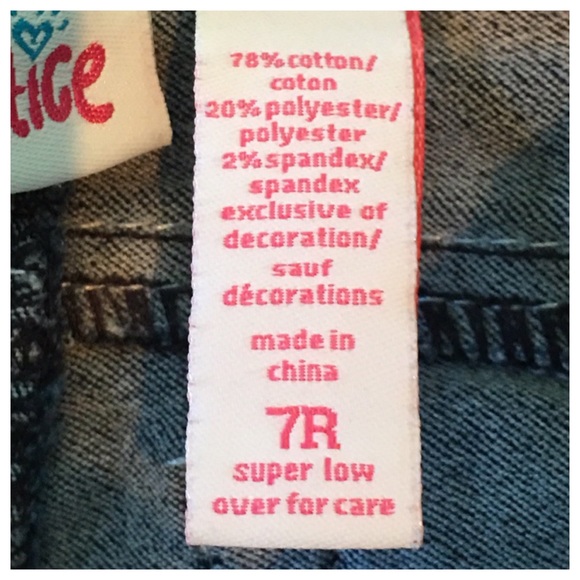 tice
78% cotton/
coton
20% polyester/
polyester
2% spandex/
spandex
exclusive of
decoration/
sauf
décorations
made in
china
7R
super low
over for care